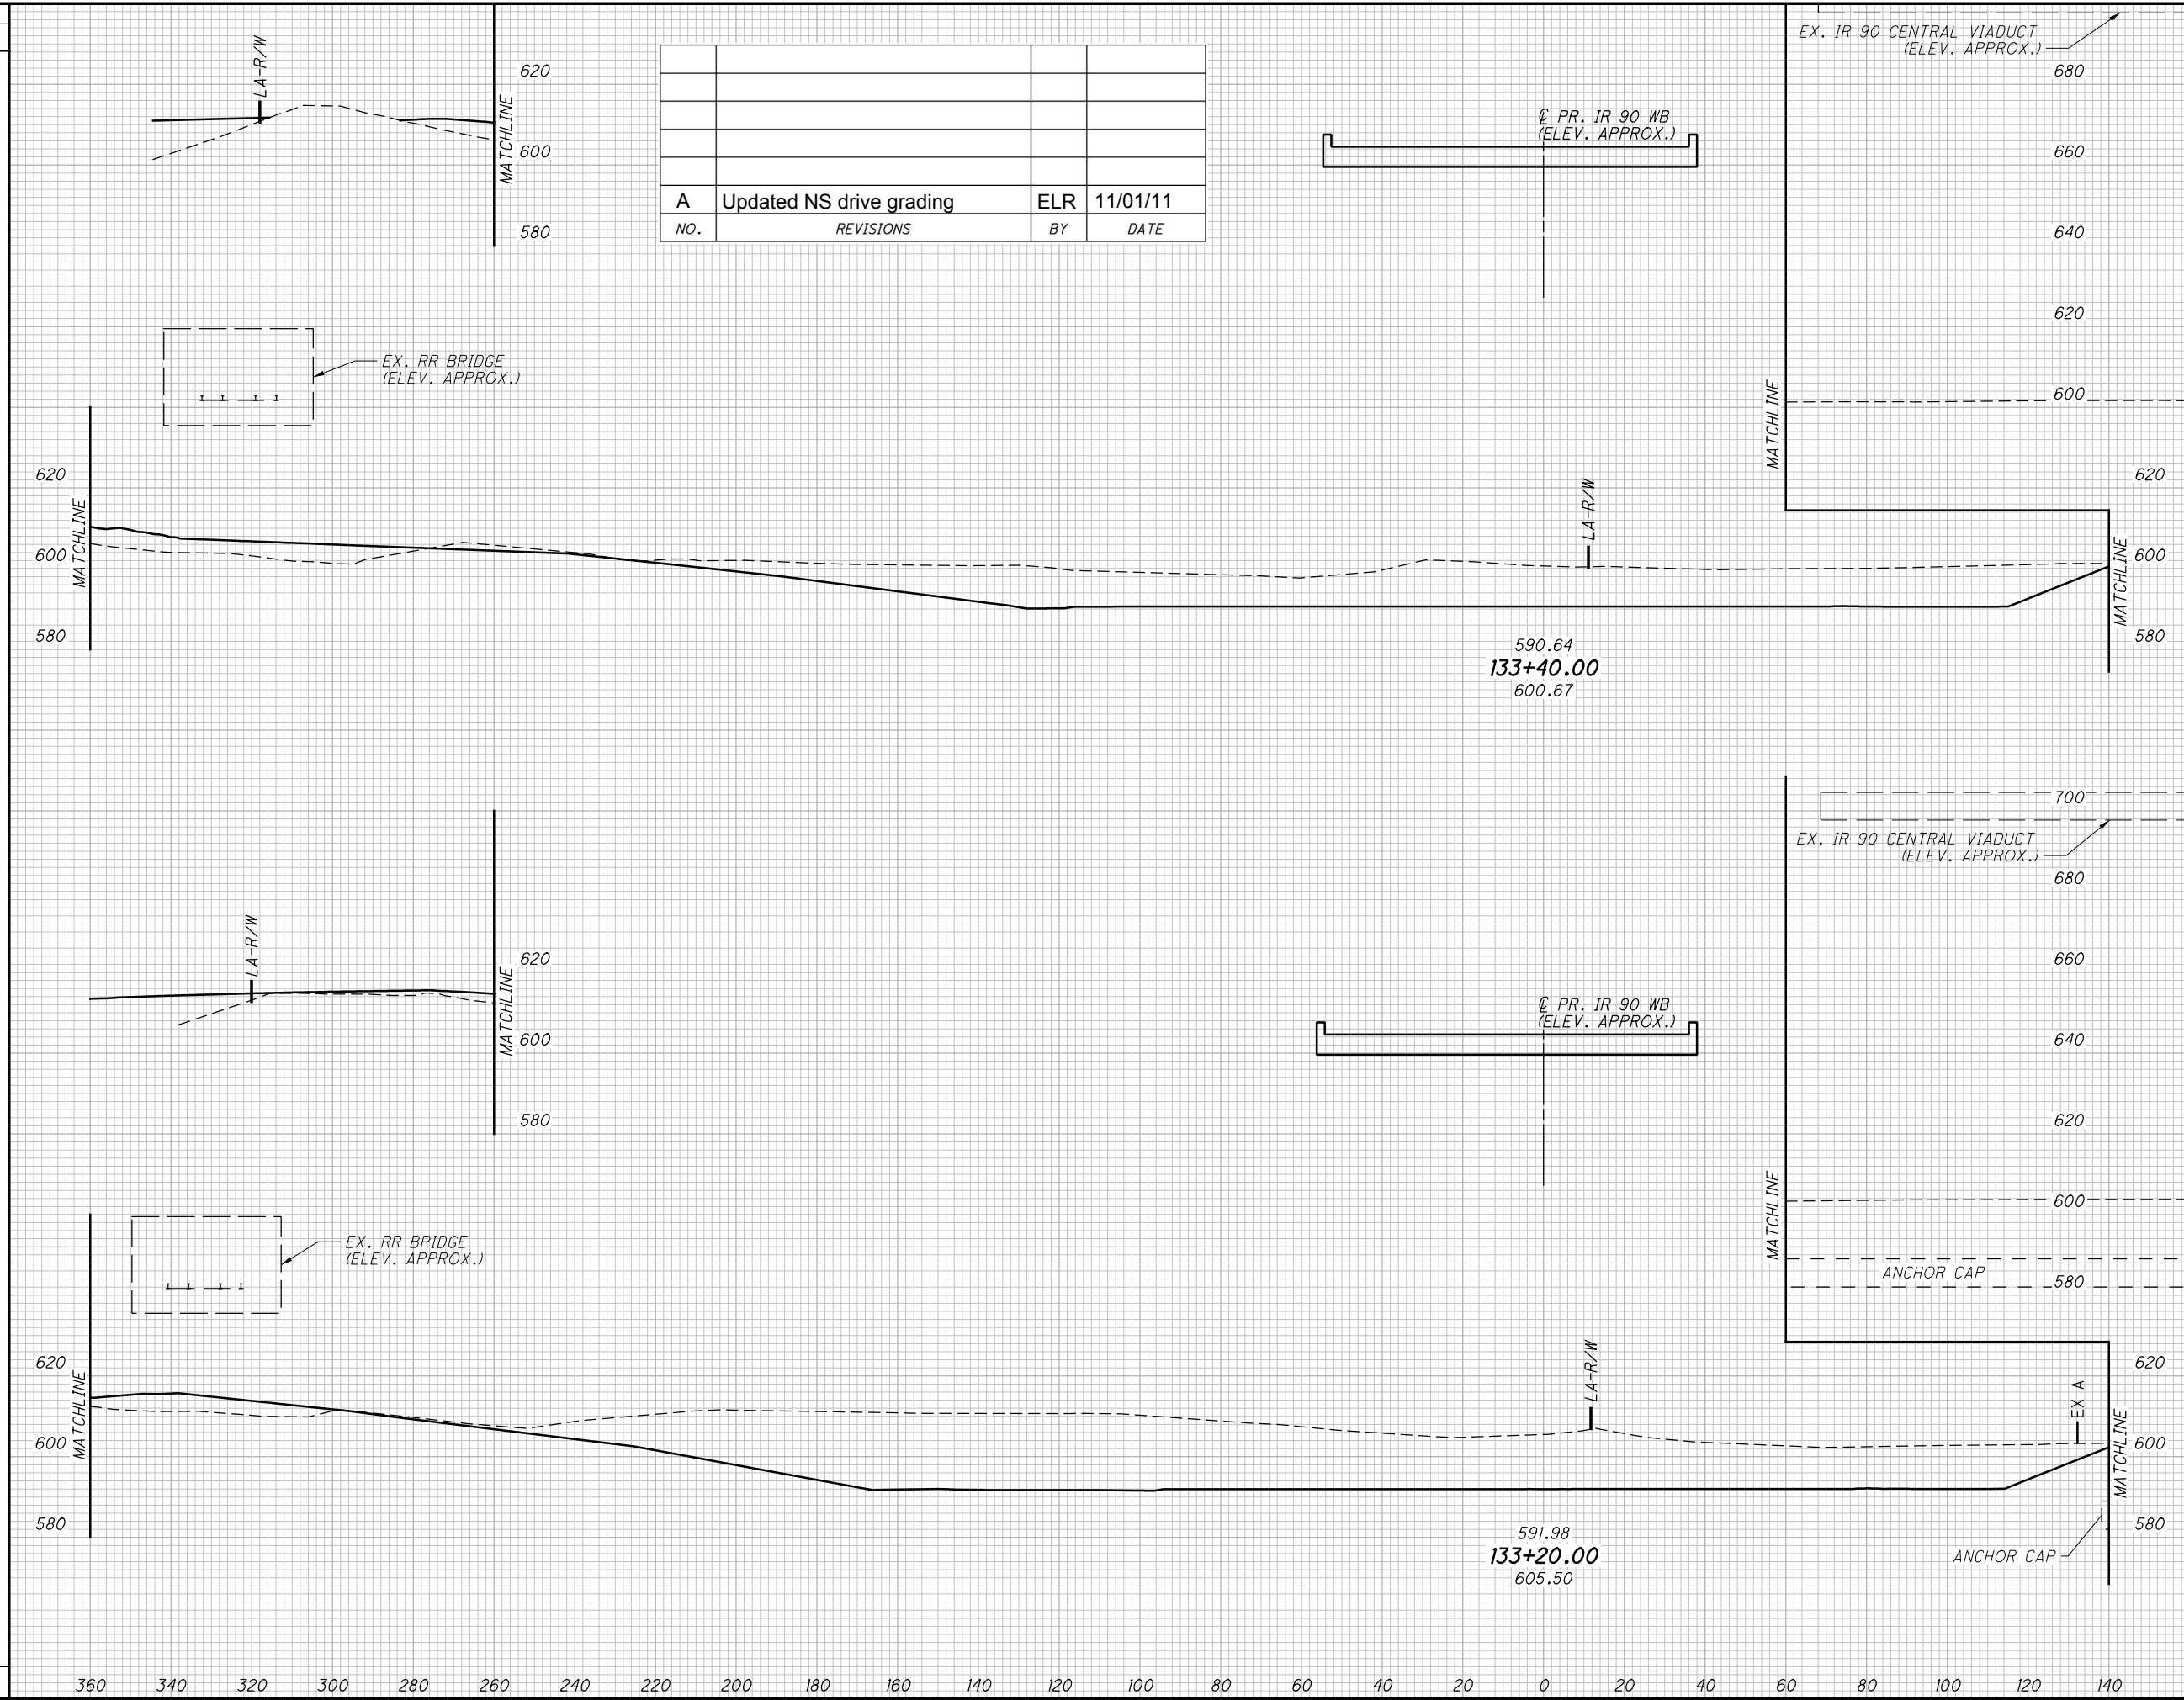 EX. IR 90 CENTRAL VIADUCT
(ELEV. APPROX.)
LA-R/W
620
600
580
MATCHLINE
A Updated NS drive grading ELR 11/01/11
NO. REVISIONS BY DATE
℄ PR. IR 90 WB
(ELEV. APPROX.)
680
660
640
620
600
MATCHLINE
EX. RR BRIDGE
(ELEV. APPROX.)
620
600
580
MATCHLINE
LA-R/W
620
600
580
MATCHLINE
590.64
133+40.00
600.67
700
EX. IR 90 CENTRAL VIADUCT
(ELEV. APPROX.)
680
660
640
620
600
580
MATCHLINE
ANCHOR CAP
LA-R/W
620
600
580
MATCHLINE
℄ PR. IR 90 WB
(ELEV. APPROX.)
EX. RR BRIDGE
(ELEV. APPROX.)
620
600
580
MATCHLINE
LA-R/W
EX A
620
600
580
MATCHLINE
591.98
133+20.00
605.50
ANCHOR CAP
360 340 320 300 280 260 240 220 200 180 160 140 120 100 80 60 40 20 0 20 40 60 80 100 120 140